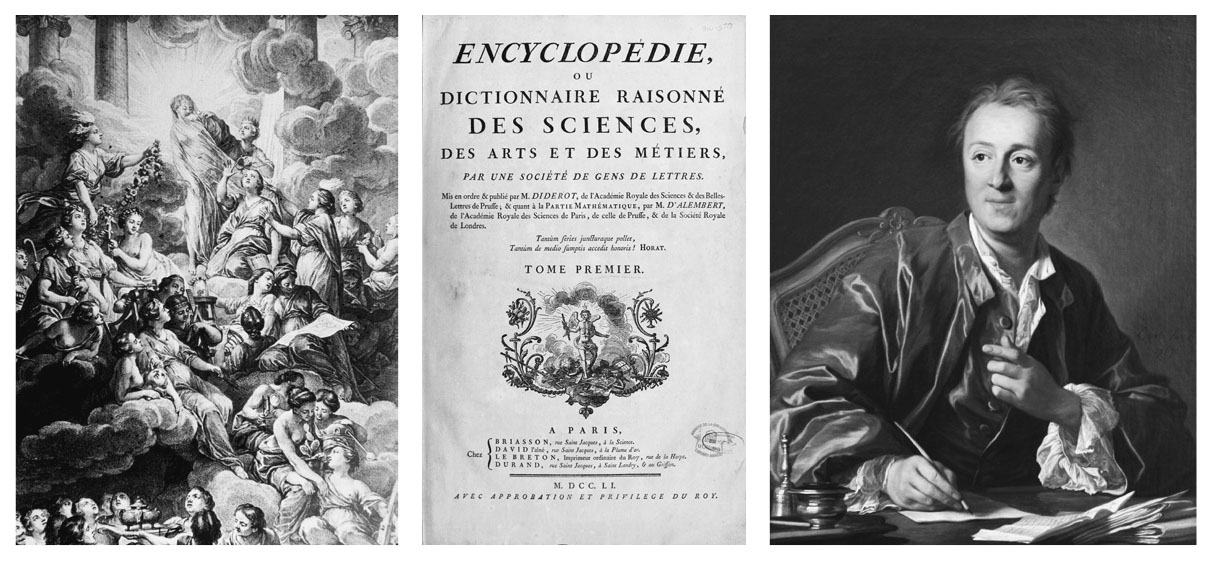 ENCYCLOPÉDIE,
OU
DICTIONNAIRE RAISONNÉ
DES SCIENCES,
DES ARTS ET DES MÉTIERS,
PAR UNE SOCIÉTÉ DE GENS DE LETTRES.
Mis en ordre & publié par M. DIDEROT, de l'Académie Royale des Sciences & des Belles-
Lettres de Prusse; & quant à la PARTIE MATHÉMATIQUE, par M. D'ALEMBERT,
de l'Académie Royale des Sciences de Paris, de celle de Prusse, & de la Société Royale
de Londres.
Tantùm series juncturaque pollet,
Tantùm de medio sumptis accedit honoris! HORAT.
TOME PREMIER.
A PARIS,
Chez
BRIASSON, rue Saint Jacques, à la Science.
DAVID l'aîné, rue Saint Jacques, à la Plume d'or.
LE BRETON, Imprimeur ordinaire du Roy, rue de la Harpe.
DURAND, rue Saint Jacques, à Saint Landry, & au Griffon.
M. DCC. LI.
AVEC APPROBATION ET PRIVILEGE DU ROY.